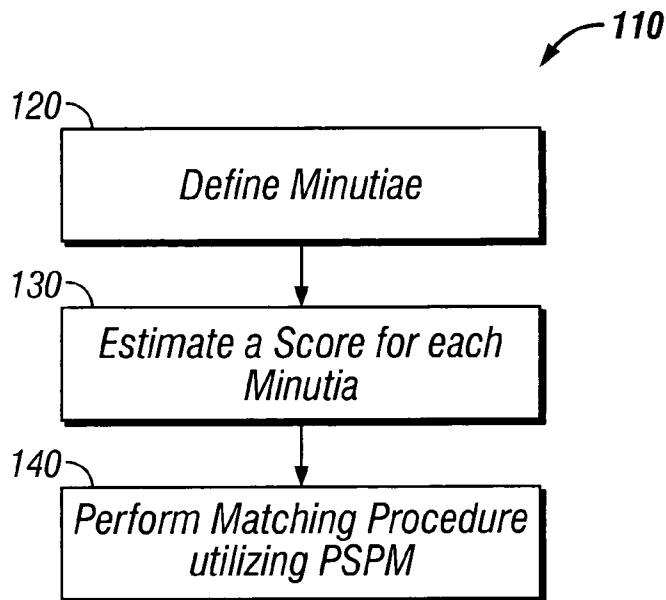 110
120
Define Minutiae
130
Estimate a Score for each
Minutia
140
Perform Matching Procedure
utilizing PSPM